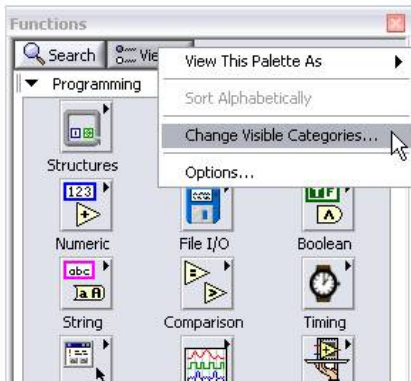 Functions
Search
Vie
View This Palette As
Programming
Sort Alphabetically
Change Visible Categories...
Options...
Structures
123
Numeric
File I/O
Boolean
abc
String
Comparison
Timing